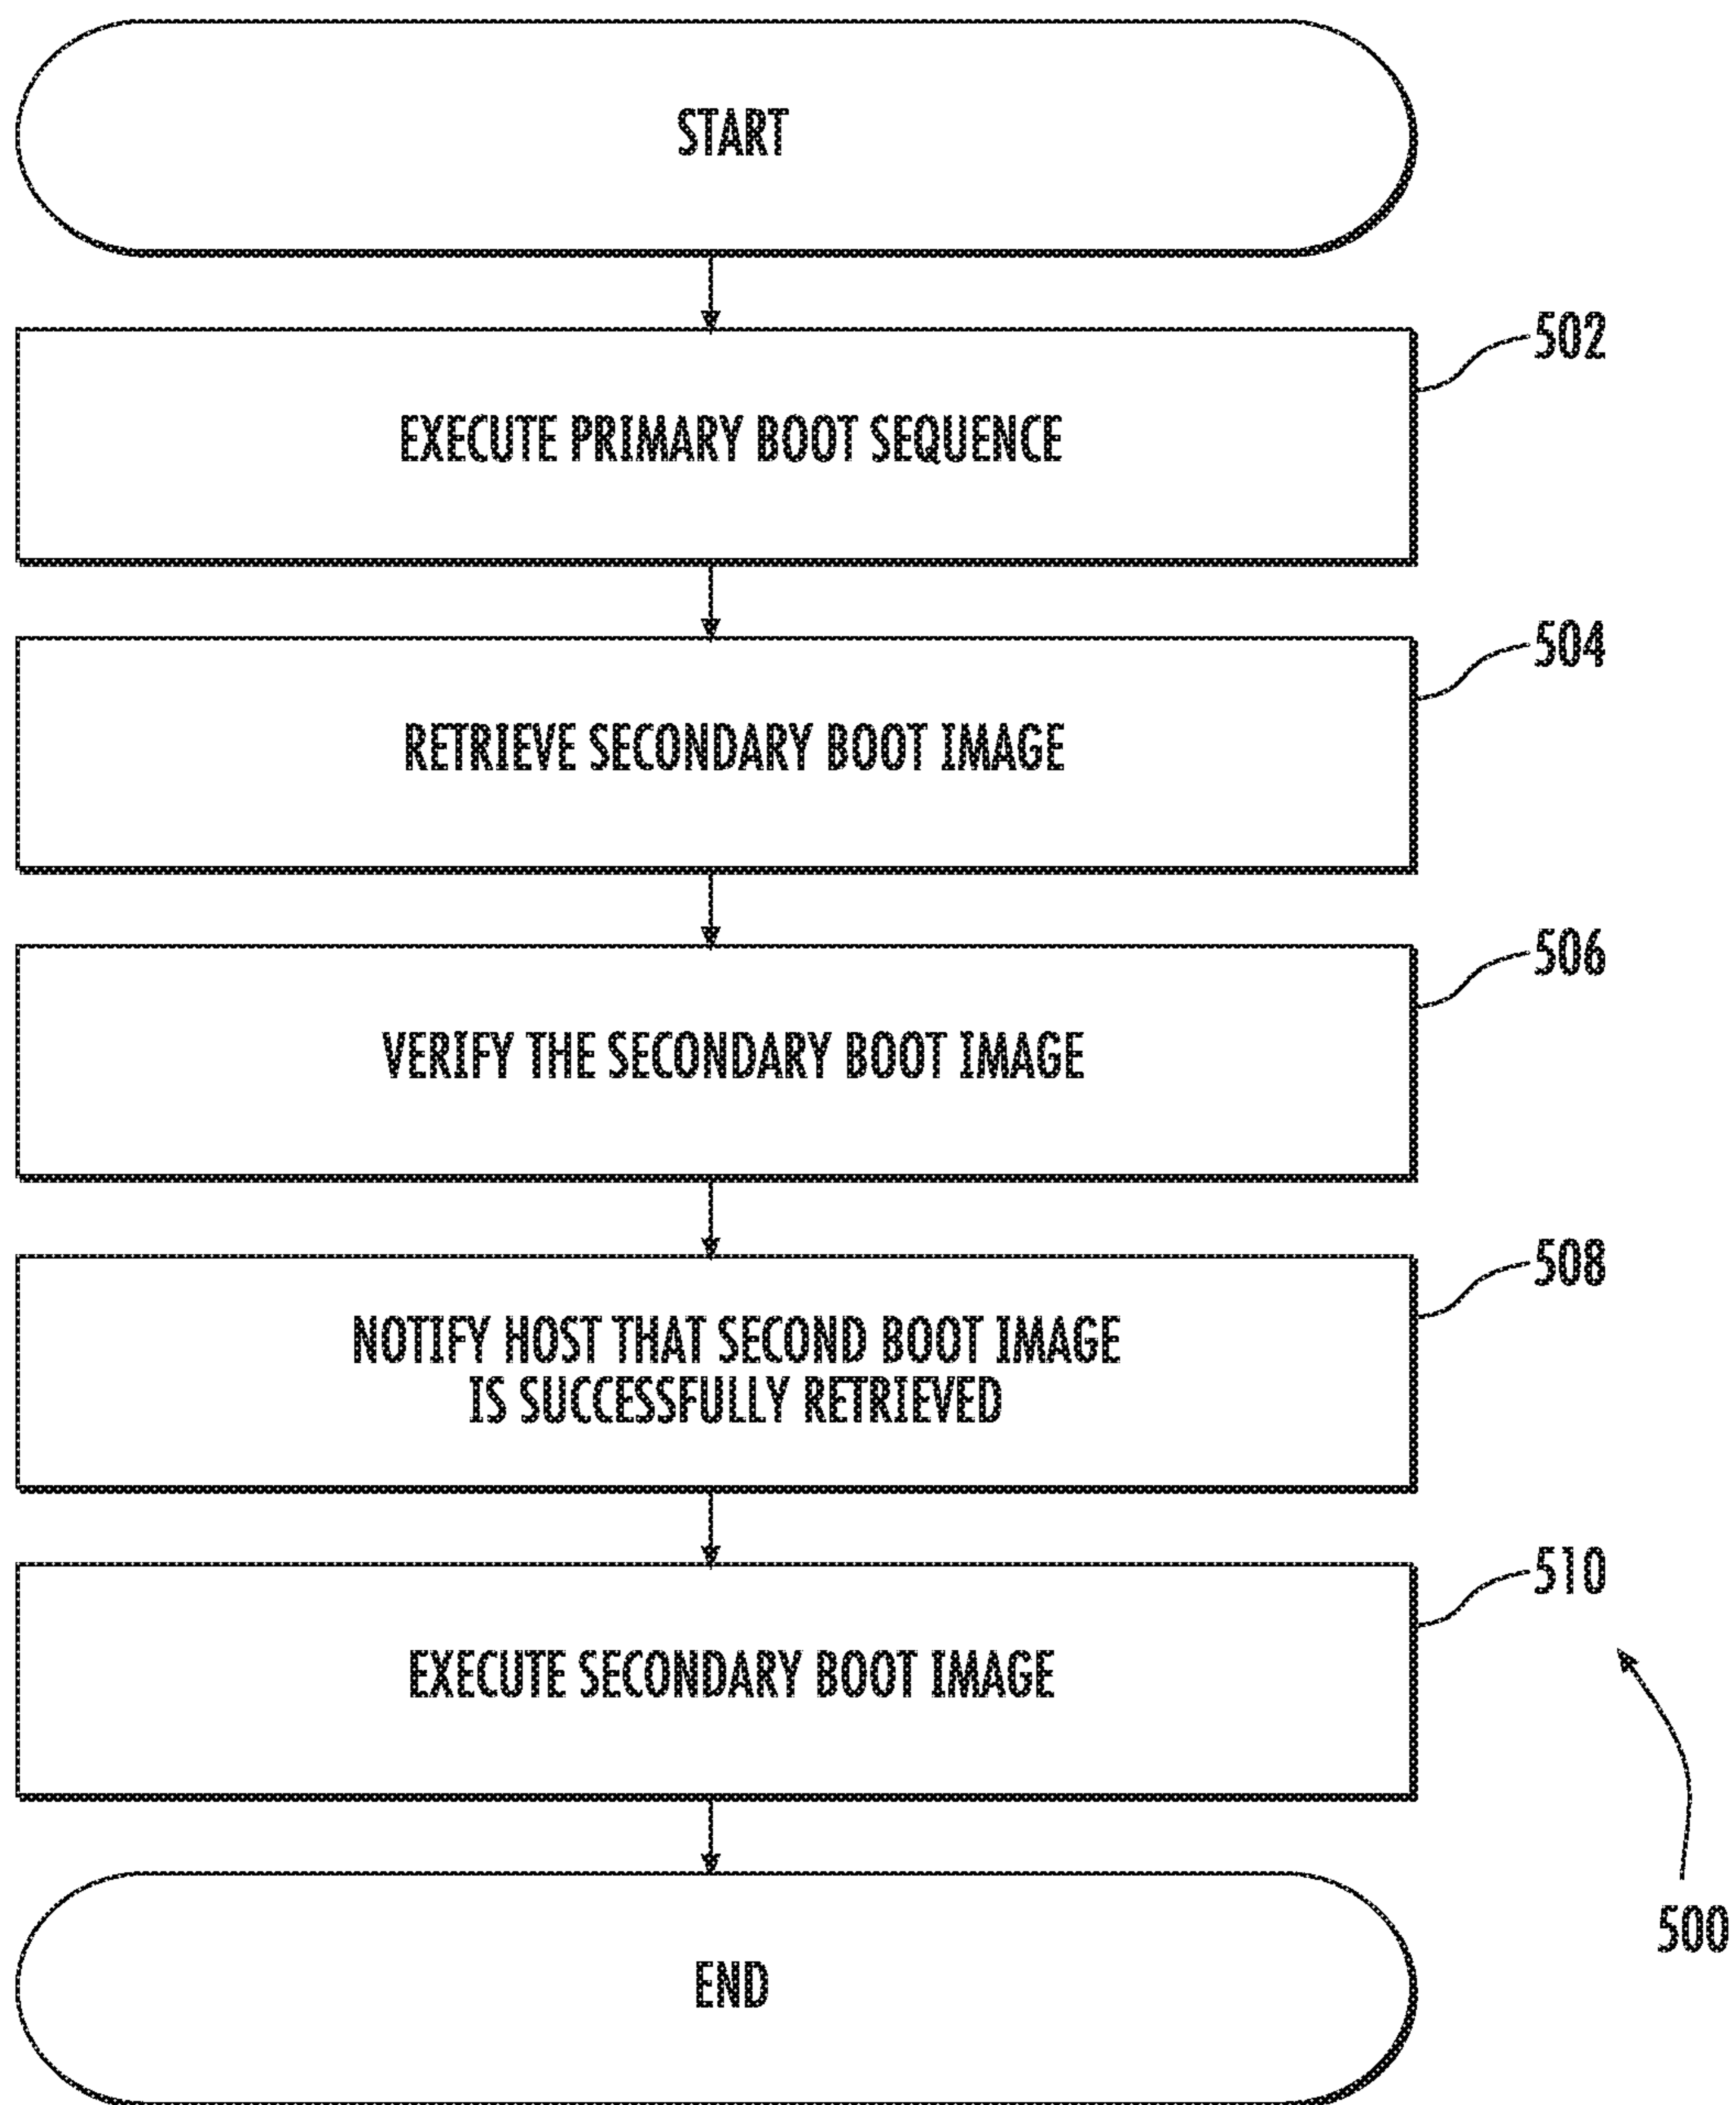 START
502
EXECUTE PRIMARY BOOT SEQUENCE
504
RETRIEVE SECONDARY BOOT IMAGE
506
VERIFY THE SECONDARY BOOT IMAGE
508
NOTIFY HOST THAT SECOND BOOT IMAGE
IS SUCCESSFULLY RETRIEVED
510
EXECUTE SECONDARY BOOT IMAGE
500
END